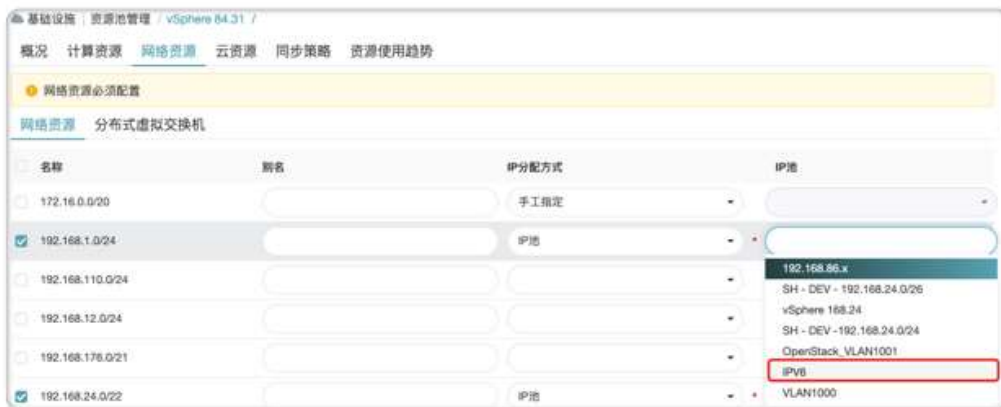 基础设施 | 资源池管理 / vSphere 84.31 /
概况 计算资源 网络资源 云资源 同步策略 资源使用趋势
网络资源必须配置
网络资源 分布式虚拟交换机
名称 别名 IP分配方式 IP池
172.16.0.0/20 手工指定
192.168.1.0/24 IP池 *
192.168.86.x
192.168.110.0/24
SH - DEV - 192.168.24.0/26
vSphere 168.24
192.168.12.0/24
SH - DEV -192.168.24.0/24
OpenStack_VLAN1001
192.168.176.0/21
IPV6
192.168.24.0/22 IP池 * VLAN1000